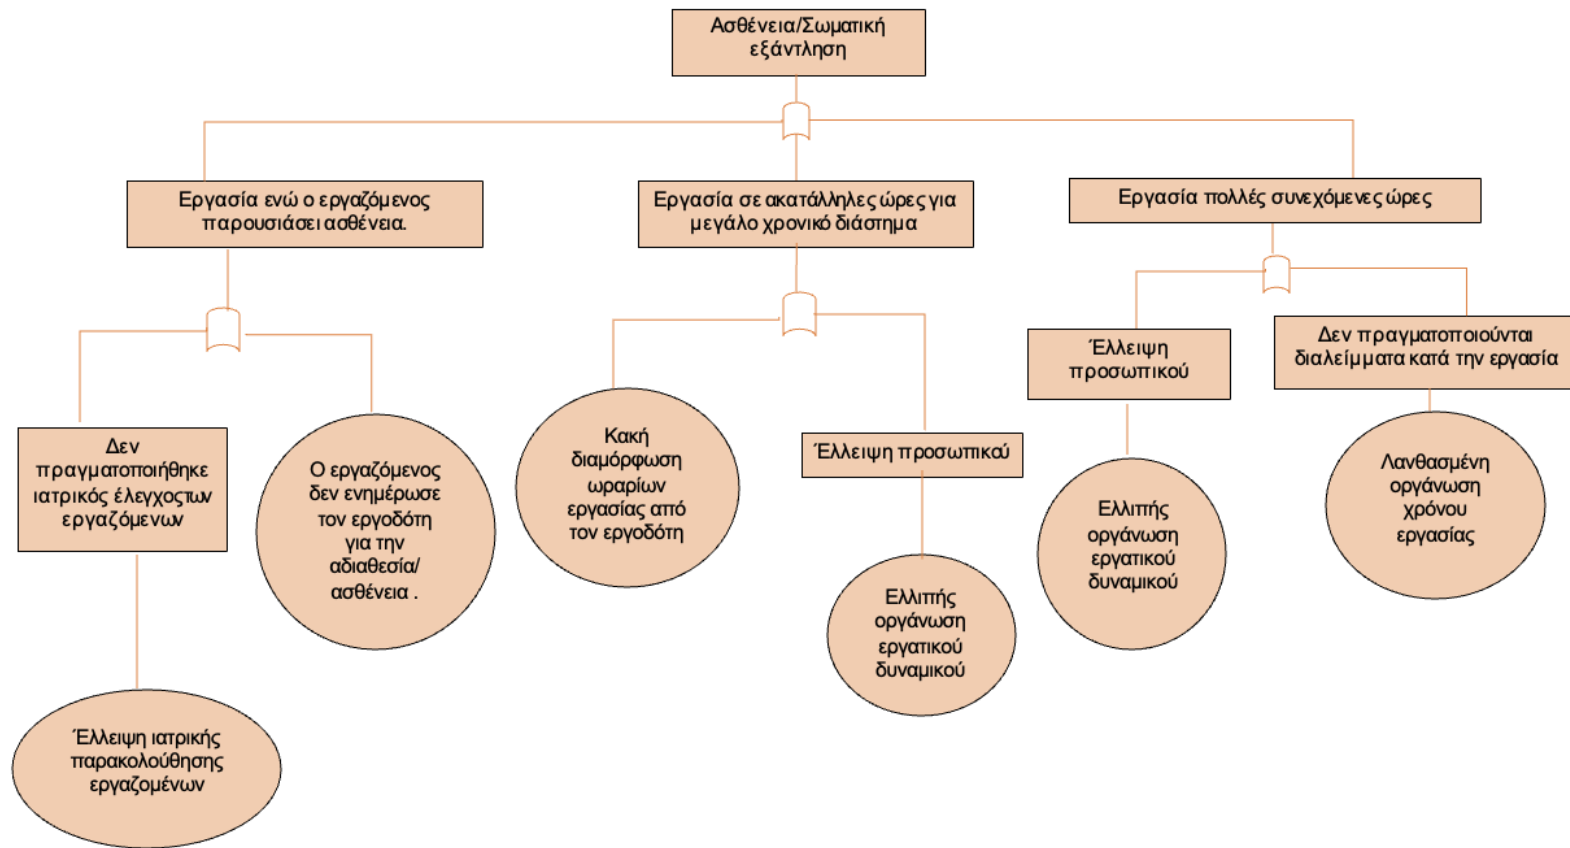 Ασθένεια/Σωματική
εξάντληση
Εργασία ενώ ο εργαζόμενος
παρουσιάσει ασθένεια.
Εργασία σε ακατάλληλες ώρες για
μεγάλο χρονικό διάστημα
Εργασία πολλές συνεχόμενες ώρες
Έλλειψη
προσωπικού
Δεν πραγματοποιούνται
διαλείμματα κατά την εργασία
Δεν
πραγματοποιήθηκε
ιατρικός έλεγχοςτων
εργαζόμενων
Ο εργαζόμενος
δεν ενημέρωσε
τον εργοδότη
για την
αδιαθεσία/
ασθένεια .
Κακή
διαμόρφωση
ωραρίων
εργασίας από
τον εργοδότη
Έλλειψη προσωπικού
Ελλιπής
οργάνωση
εργατικού
δυναμικού
Λανθασμένη
οργάνωση
χρόνου
εργασίας
Ελλιπής
οργάνωση
εργατικού
δυναμικού
Έλλειψη ιατρικής
παρακολούθησης
εργαζομένων